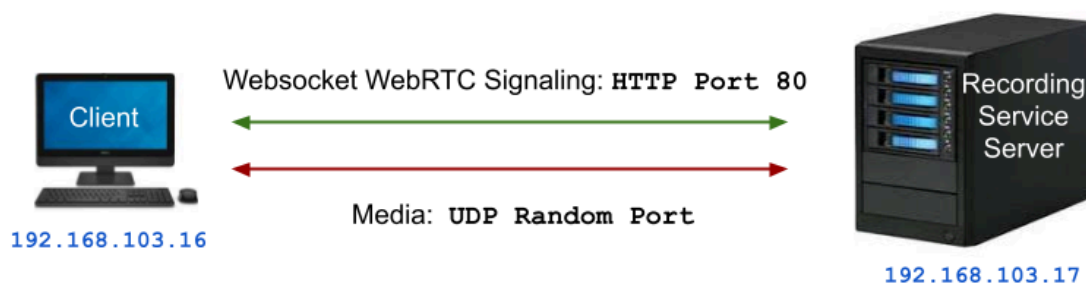 Client
192.168.103.16
Websocket WebRTC Signaling: HTTP Port 80
Media: UDP Random Port
Recording
Service
Server
192.168.103.17